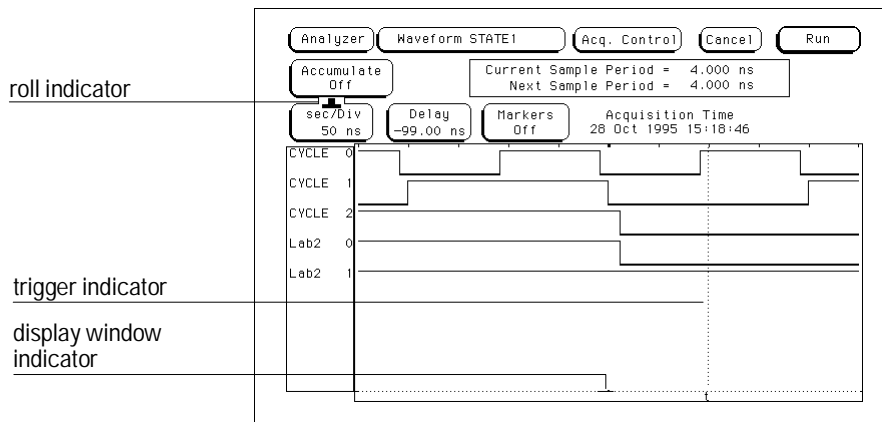 Analyzer Waveform STATE1 Acq. Control Cancel Run
Accumulate
Off
Current Sample Period = 4.000 ns
Next Sample Period = 4.000 ns
roll indicator
sec/Div
50 ns
Delay
-99.00 ns
Markers
Off
Acquisition Time
28 Oct 1995 15:18:46
CYCLE 0
CYCLE 1
CYCLE 2
Lab2 0
Lab2 1
trigger indicator
display window
indicator
t